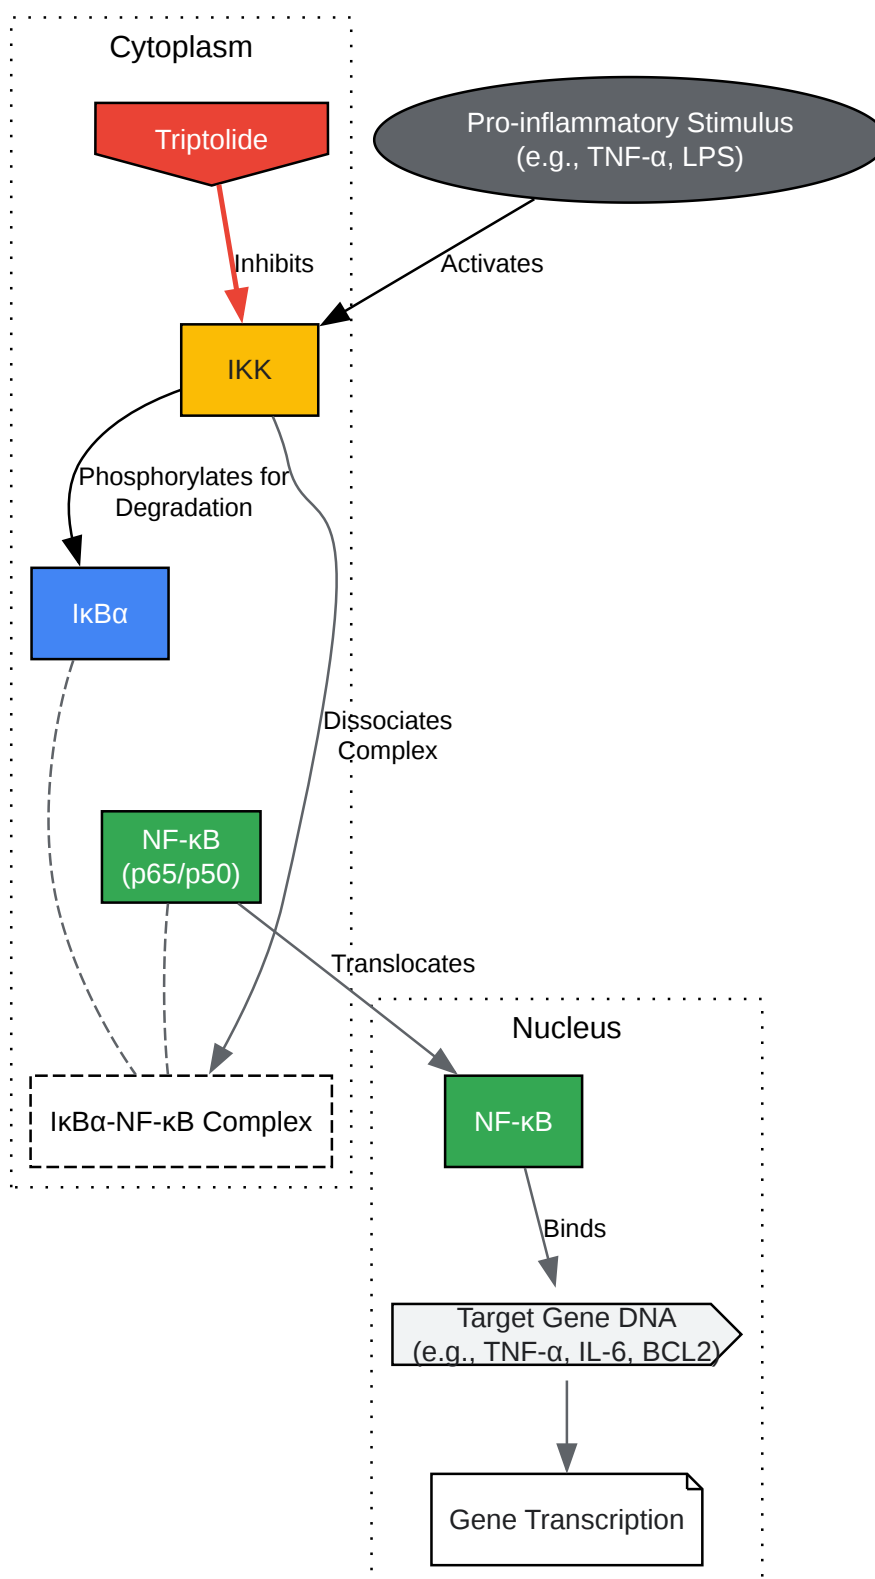 Cytoplasm
Triptolide
Pro-inflammatory Stimulus
(e.g., TNF-α, LPS)
Inhibits
Activates
IKK
Phosphorylates for
Degradation
IκBα
Dissociates
Complex
NF-κB
(p65/p50)
Translocates
Nucleus
IκBα-NF-κB Complex
NF-κB
Binds
Target Gene DNA
(e.g., TNF-α, IL-6, BCL2)
Gene Transcription